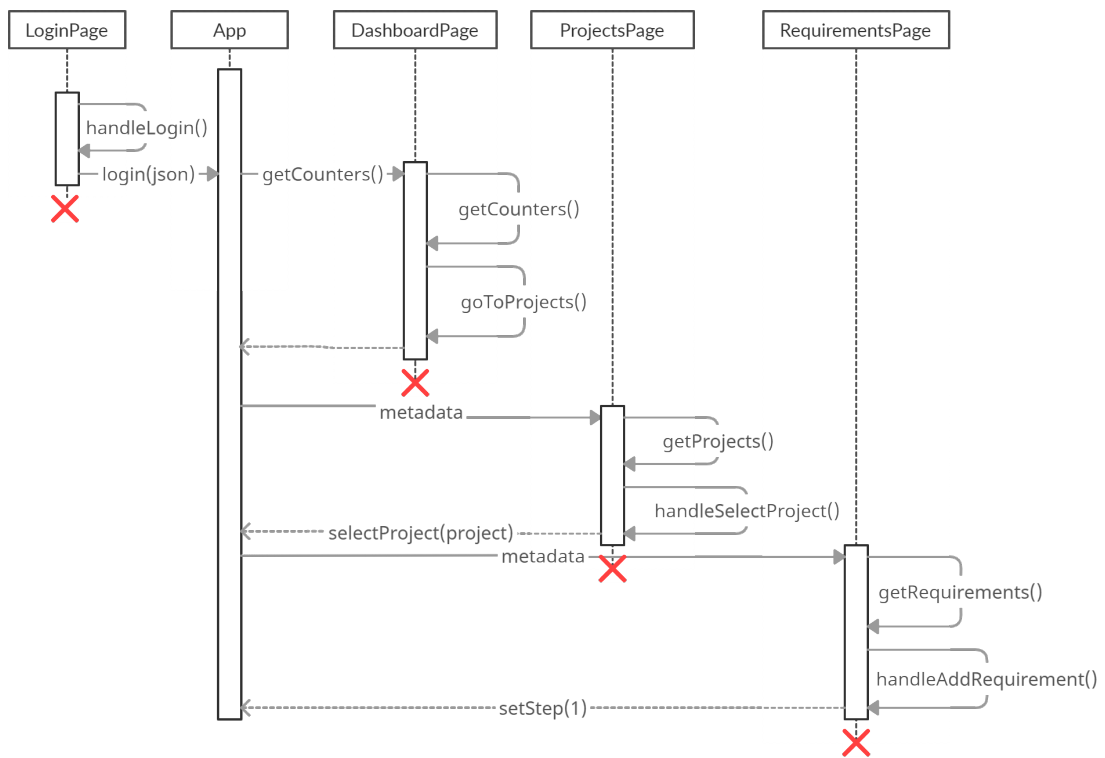 LoginPage
App
DashboardPage
ProjectsPage
RequirementsPage
handleLogin()
login(json)
getCounters()
getCounters()
goToProjects()
metadata
getProjects()
handleSelectProject()
selectProject(project)
metadata
getRequirements()
handleAddRequirement()
setStep(1)